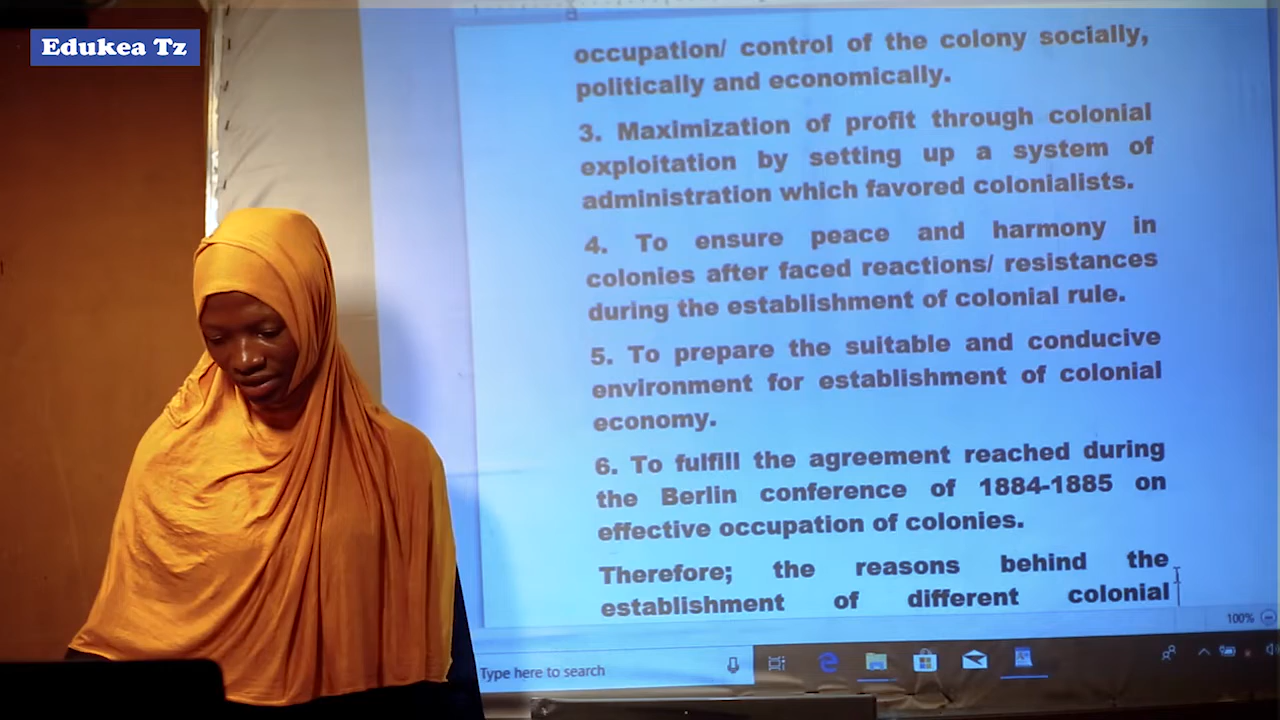 Edukea Tz
occupation/ control of the colony socially,
politically and economically.
3. Maximization of profit through colonial
exploitation by setting up a system of
administration which favored colonialists.
4. To ensure peace and harmony in
colonies after faced reactions/ resistances
during the establishment of colonial rule.
5. To prepare the suitable and conducive
environment for establishment of colonial
economy.
6. To fulfill the agreement reached during
the Berlin conference of 1884-1885 on
effective occupation of colonies.
Therefore; the reasons behind the
establishment of different colonial
100%
Type here to search